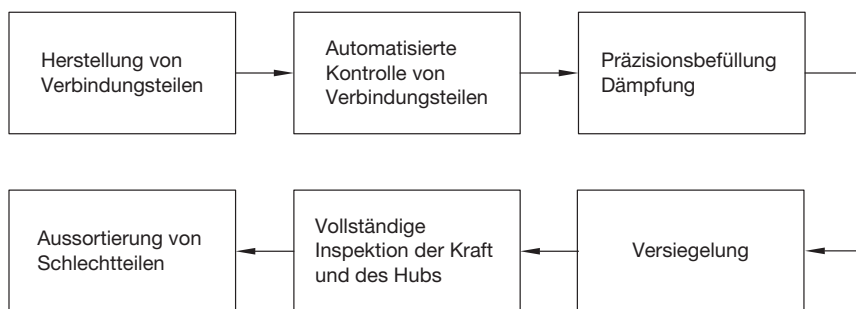 Herstellung von
Verbindungsteilen
Automatisierte
Kontrolle von
Verbindungsteilen
Präzisionsbefüllung
Dämpfung
Versiegelung
Vollständige
Inspektion der Kraft
und des Hubs
Aussortierung von
Schlechtteilen